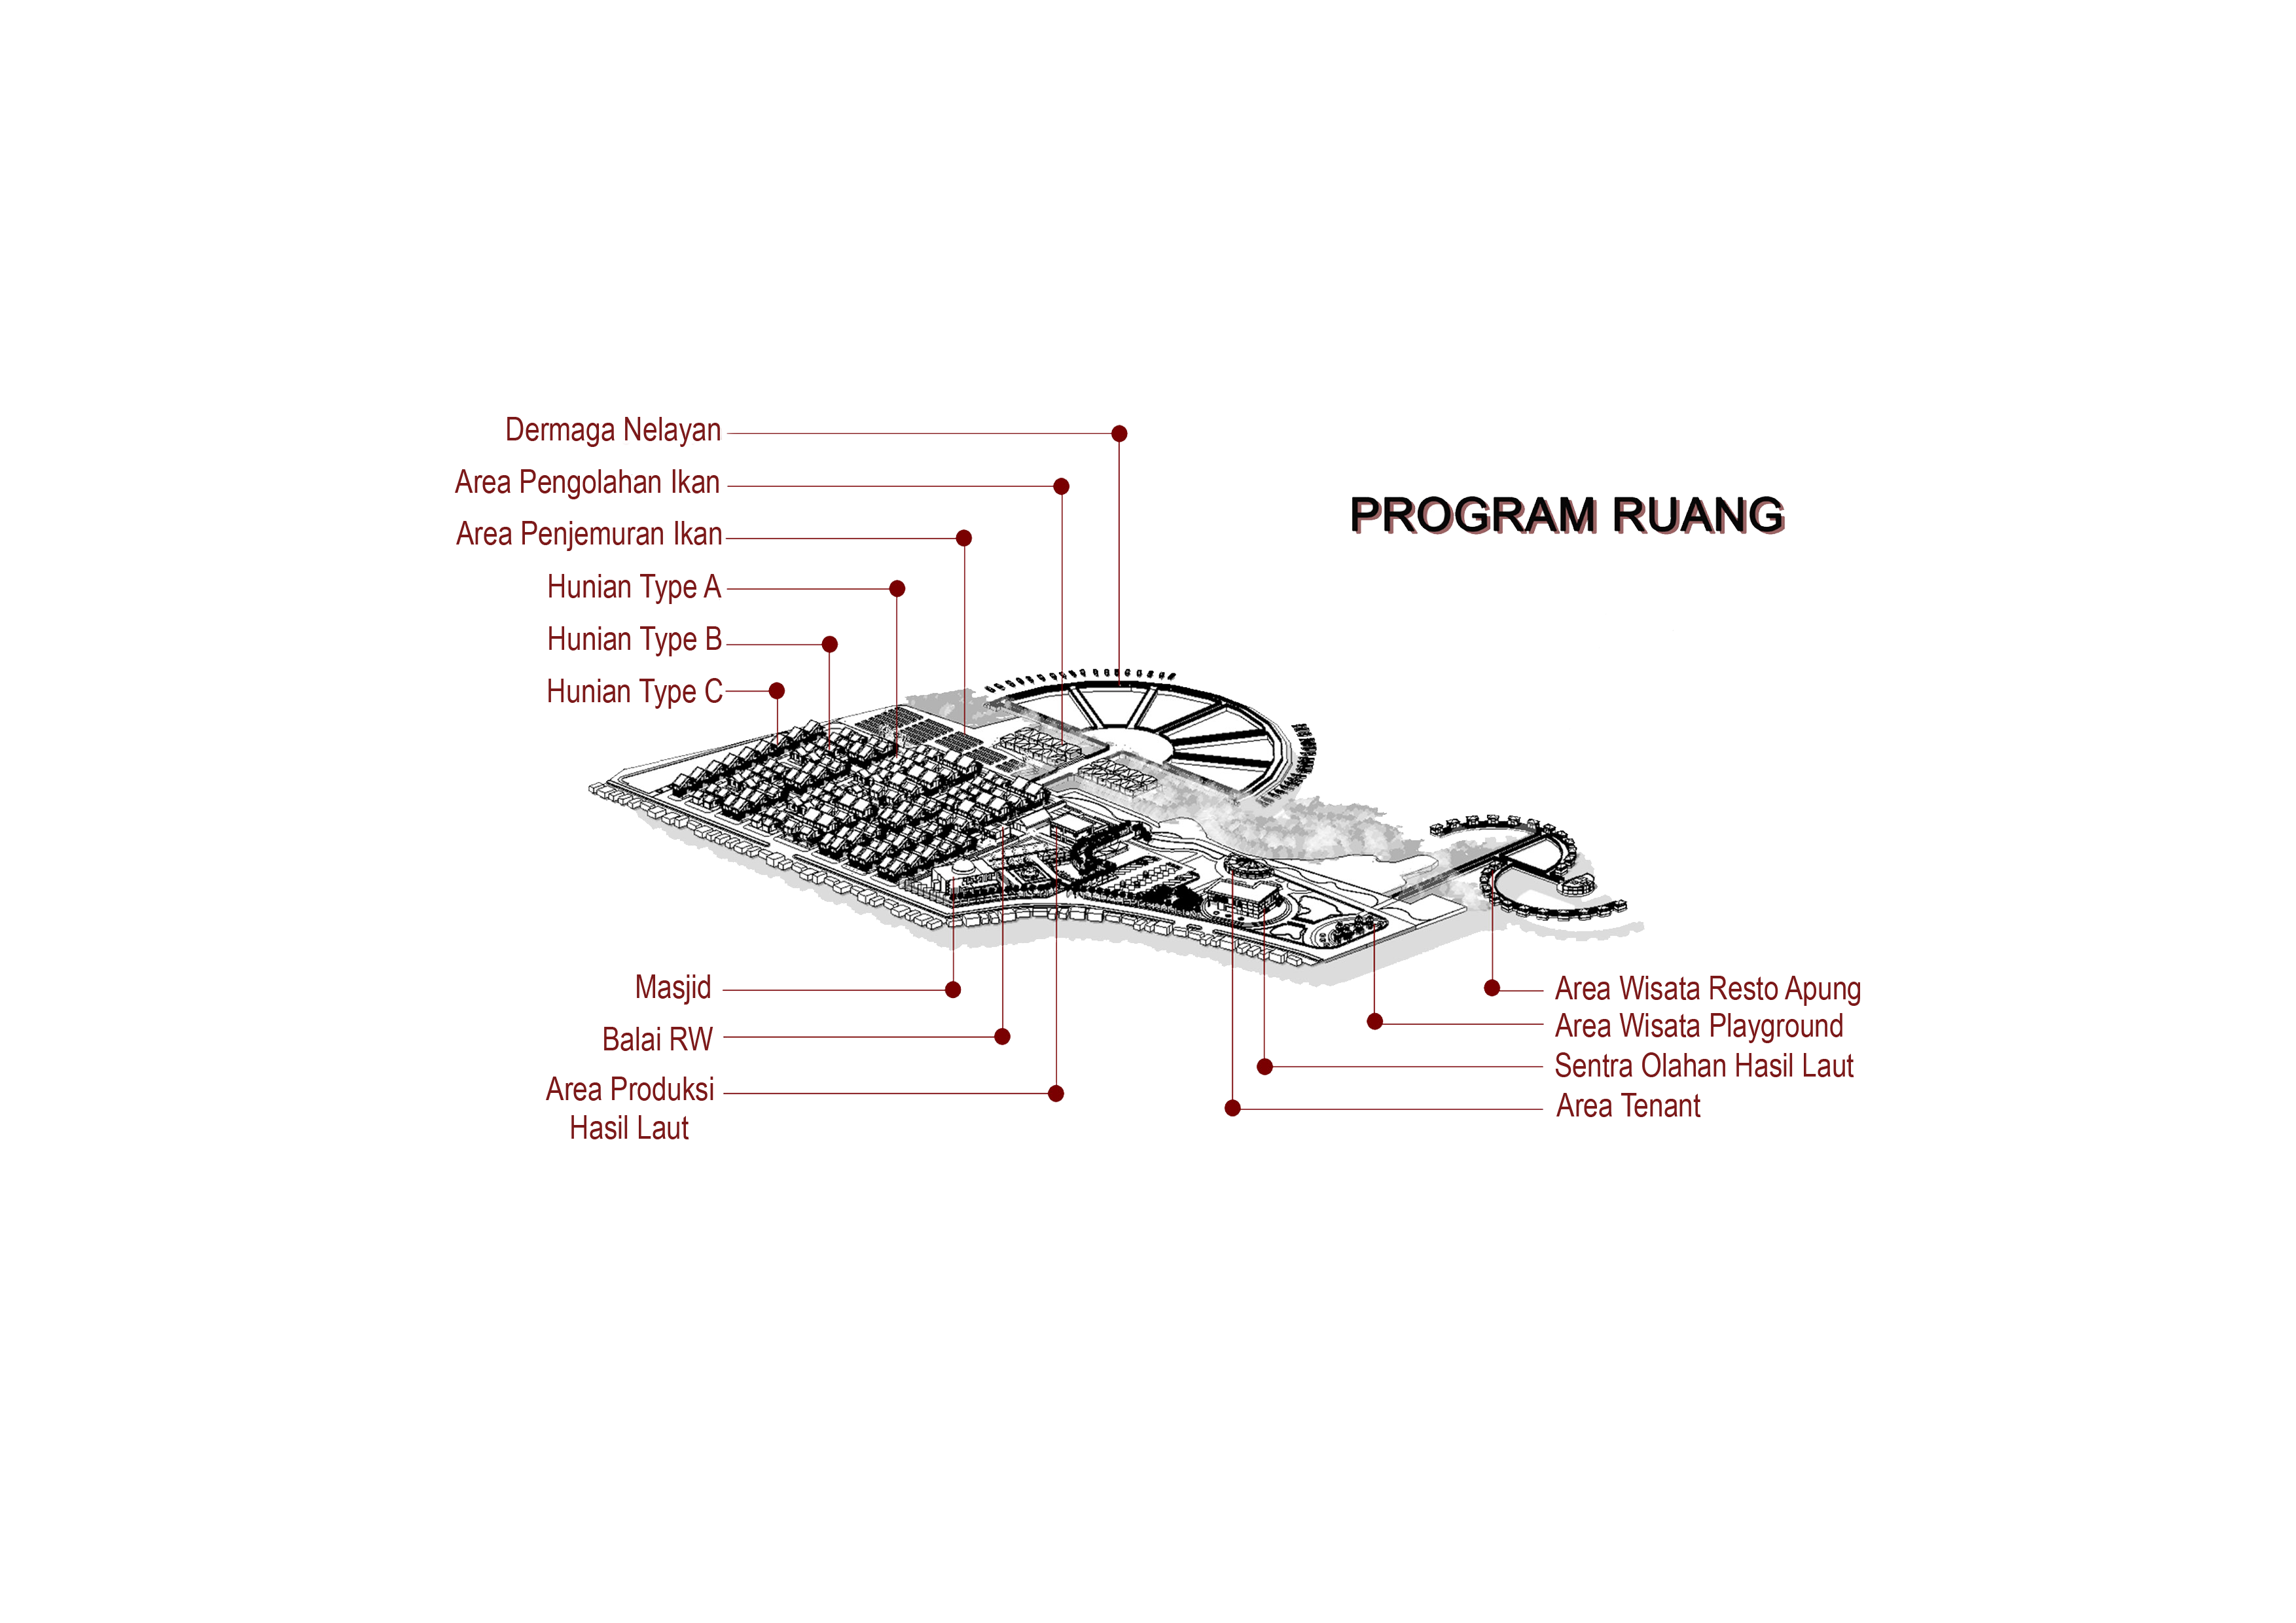 Dermaga Nelayan
Area Pengolahan Ikan
Area Penjemuran Ikan
Hunian Type A
Hunian Type B
Hunian Type C
PROGRAM RUANG
Masjid
Balai RW
Area Produksi
Hasil Laut
Area Wisata Resto Apung
Area Wisata Playground
Sentra Olahan Hasil Laut
Area Tenant